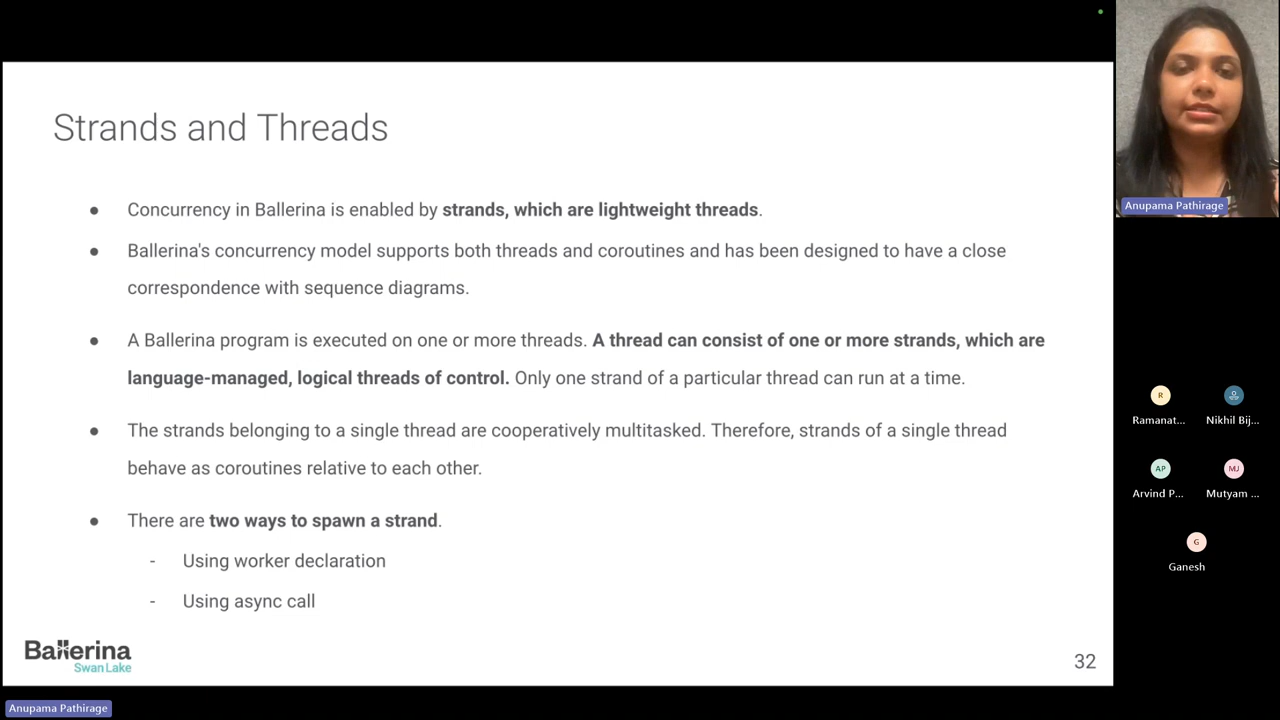 Strands and Threads
● Concurrency in Ballerina is enabled by strands, which are lightweight threads.
● Ballerina's concurrency model supports both threads and coroutines and has been designed to have a close
correspondence with sequence diagrams.
● A Ballerina program is executed on one or more threads. A thread can consist of one or more strands, which are
language-managed, logical threads of control. Only one strand of a particular thread can run at a time.
● The strands belonging to a single thread are cooperatively multitasked. Therefore, strands of a single thread
behave as coroutines relative to each other.
● There are two ways to spawn a strand.
- Using worker declaration
- Using async call
Ballerina
Swan Lake
32
Anupama Pathirage
Anupama Pathirage
R
Ramanat...
Nikhil Bij...
AP
Arvind P...
MJ
Mutyam ...
G
Ganesh